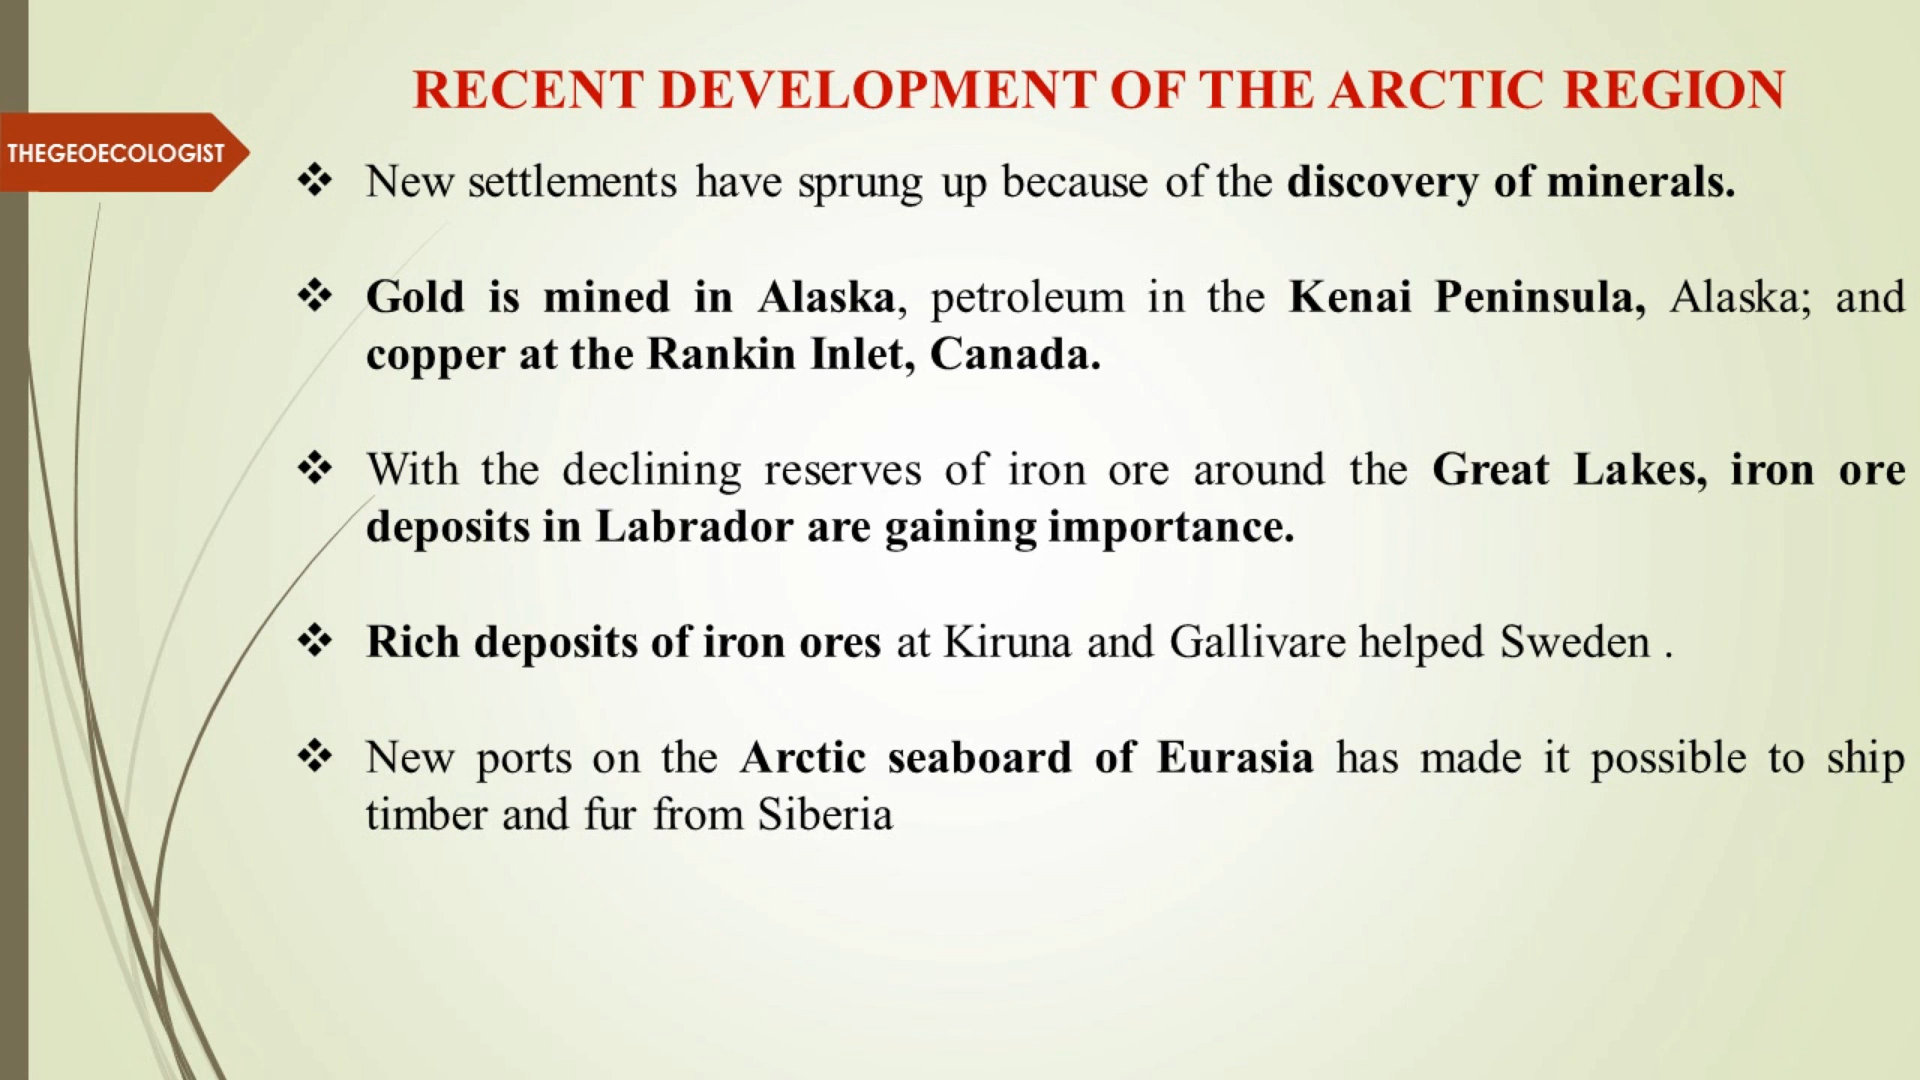 RECENT DEVELOPMENT OF THE ARCTIC REGION
THEGEOECOLOGIST
❖ New settlements have sprung up because of the discovery of minerals.
❖ Gold is mined in Alaska, petroleum in the Kenai Peninsula, Alaska; and
copper at the Rankin Inlet, Canada.
❖ With the declining reserves of iron ore around the Great Lakes, iron ore
deposits in Labrador are gaining importance.
❖ Rich deposits of iron ores at Kiruna and Gallivare helped Sweden .
❖ New ports on the Arctic seaboard of Eurasia has made it possible to ship
timber and fur from Siberia